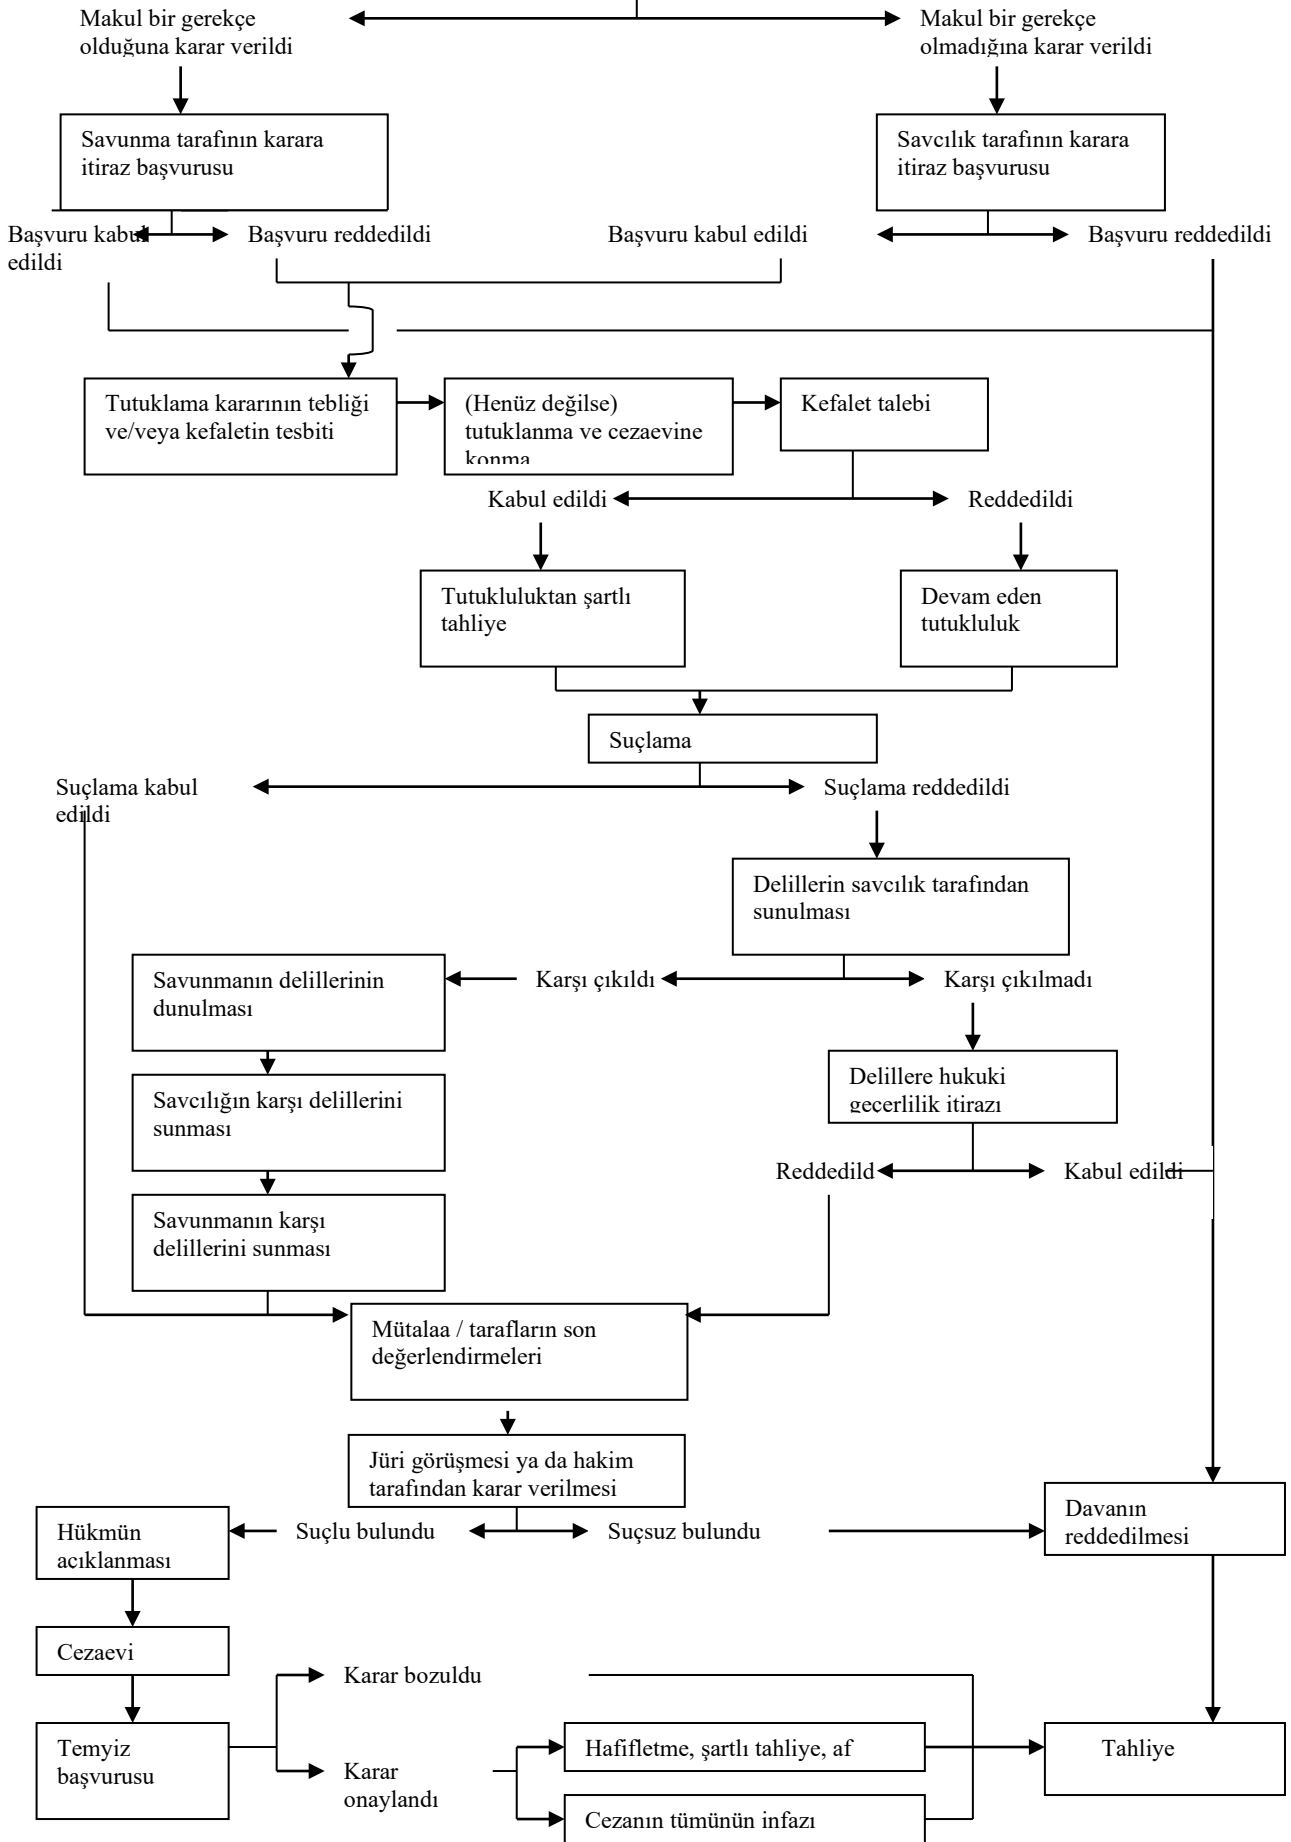 Makul bir gerekçe
olduğuna karar verildi
Makul bir gerekçe
olmadığına karar verildi
Savunma tarafının karara
itiraz başvurusu
Savcılık tarafının karara
itiraz başvurusu
Başvuru kabul
edildi
Başvuru reddedildi
Başvuru kabul edildi
Başvuru reddedildi
Tutuklama kararının tebliği
ve/veya kefaletin tesbiti
(Henüz değilse)
tutuklanma ve cezaevine
konma
Kefalet talebi
Kabul edildi
Reddedildi
Tutukluluktan şartlı
tahliye
Devam eden
tutukluluk
Suçlama
Suçlama kabul
edildi
Suçlama reddedildi
Delillerin savcılık tarafından
sunulması
Savunmanın delillerinin
dunulması
Karşı çıkıldı
Karşı çıkılmadı
Savcılığın karşı delillerini
sunması
Delillere hukuki
geçerlilik itirazı
Reddedild
Kabul edildi
Savunmanın karşı
delillerini sunması
Mütalaa / tarafların son
değerlendirmeleri
Jüri görüşmesi ya da hakim
tarafından karar verilmesi
Hükmün
açıklanması
Suçlu bulundu
Suçsuz bulundu
Davanın
reddedilmesi
Cezaevi
Karar bozuldu
Temyiz
başvurusu
Karar
onaylandı
Hafifletme, şartlı tahliye, af
Tahliye
Cezanın tümünün infazı